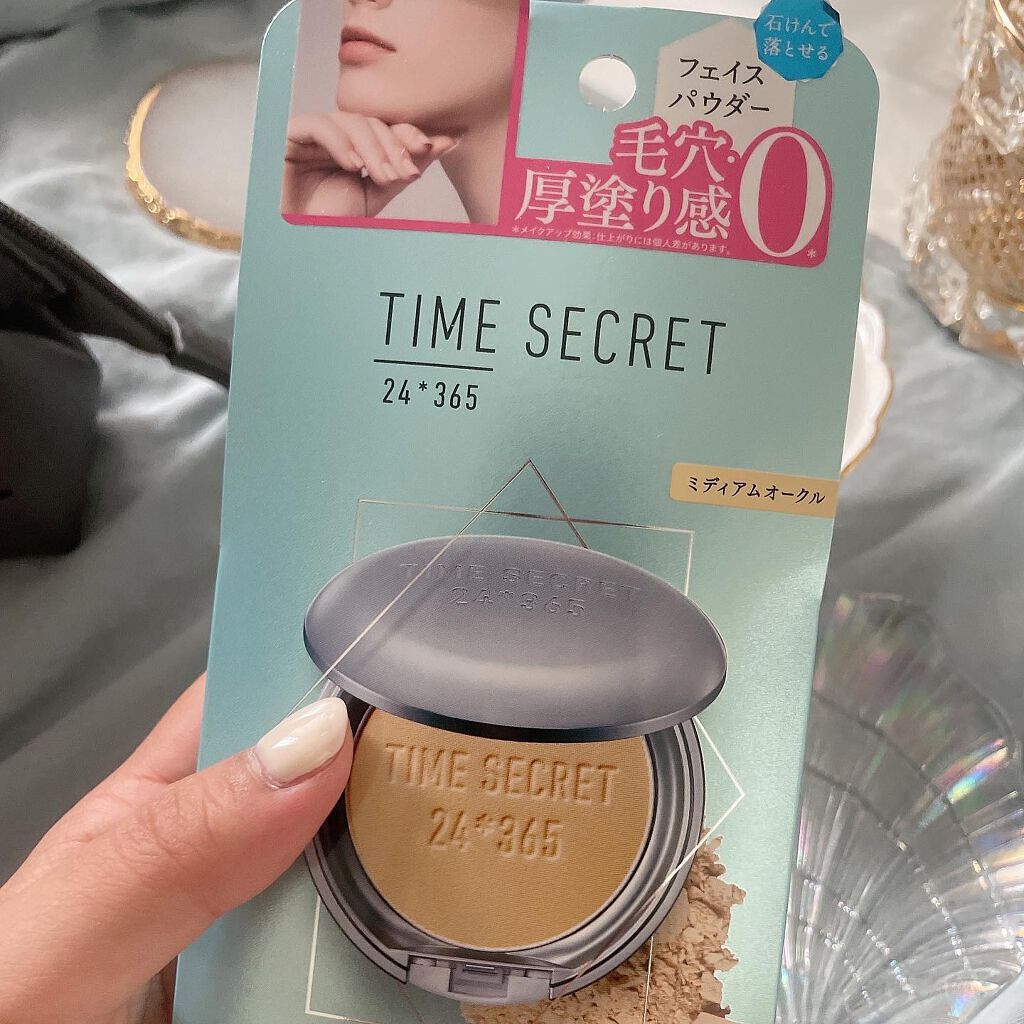 石けんで
落とせる
フェイス
パウダー
毛穴・
厚塗り感0*
*メイクアップ効果:仕上がりには個人差があります。
TIME SECRET
24*365
ミディアムオークル
TIME SECRET
24*365
TIME SECRET
24*365